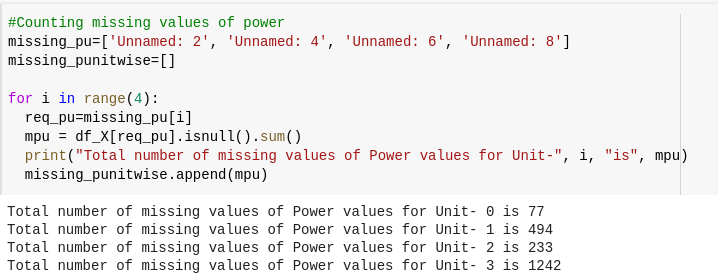 #Counting missing values of power
missing_pu=['Unnamed: 2', 'Unnamed: 4', 'Unnamed: 6', 'Unnamed: 8']
missing_punitwise=[]
for i in range(4):
  req_pu=missing_pu[i]
  mpu = df_X[req_pu].isnull().sum()
  print("Total number of missing values of Power values for Unit-", i, "is", mpu)
  missing_punitwise.append(mpu)
Total number of missing values of Power values for Unit- 0 is 77
Total number of missing values of Power values for Unit- 1 is 494
Total number of missing values of Power values for Unit- 2 is 233
Total number of missing values of Power values for Unit- 3 is 1242